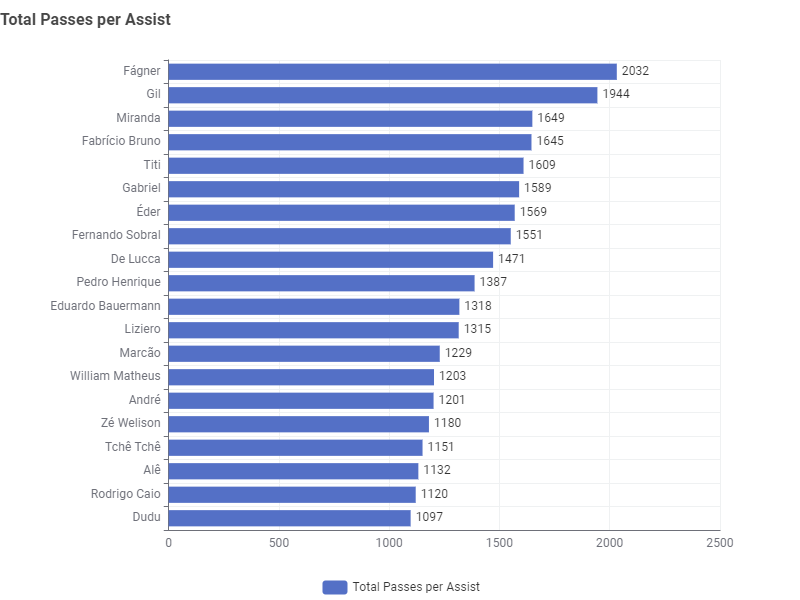 Total Passes per Assist
Fágner 2032
Gil 1944
Miranda 1649
Fabrício Bruno 1645
Titi 1609
Gabriel 1589
Éder 1569
Fernando Sobral 1551
De Lucca 1471
Pedro Henrique 1387
Eduardo Bauermann 1318
Liziero 1315
Marcão 1229
William Matheus 1203
André 1201
Zé Welison 1180
Tchê Tchê 1151
Alê 1132
Rodrigo Caio 1120
Dudu 1097
0 500 1000 1500 2000 2500
Total Passes per Assist